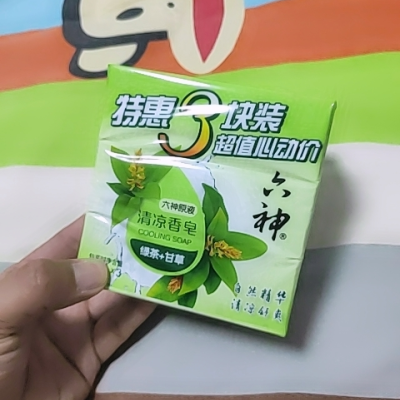 特惠3块装
超值心动价
六神®
六神原液
清凉香皂
COOLING SOAP
绿茶+甘草
自然精华
清凉舒爽